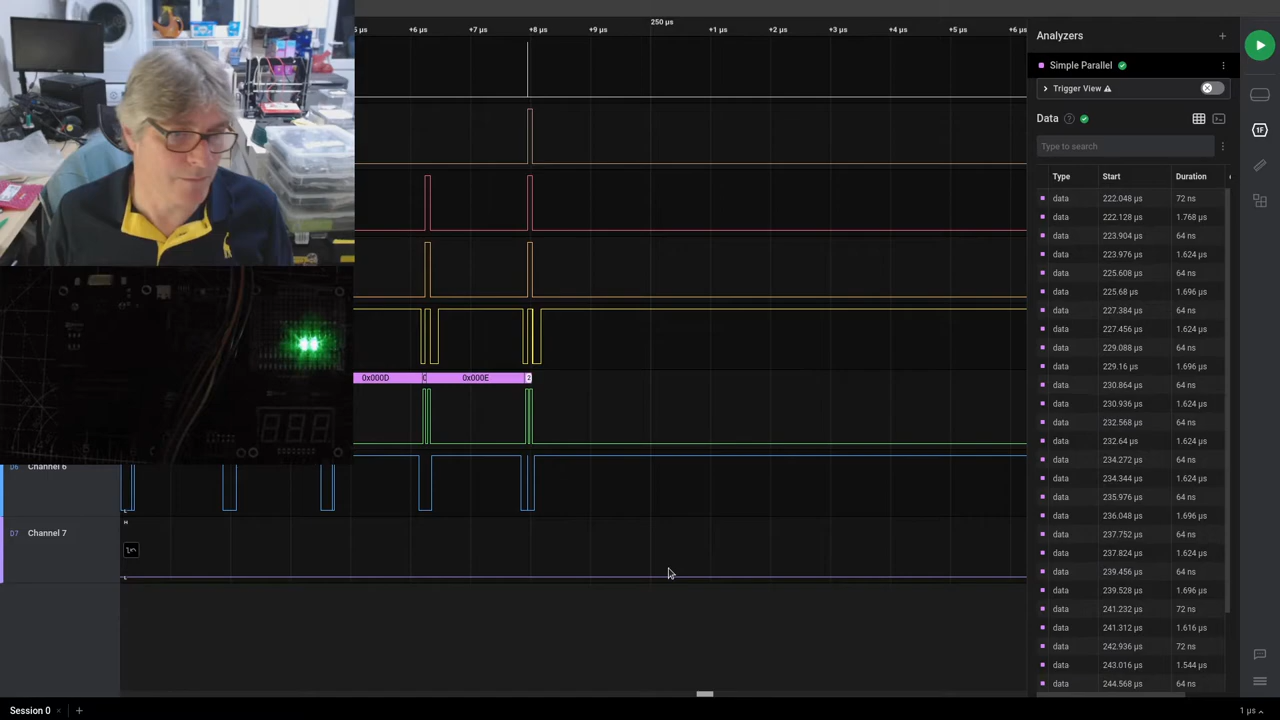 250 µs
5 µs +6 µs +7 µs +8 µs +9 µs +1 µs +2 µs +3 µs +4 µs +5 µs +6 µs
0x000D 0x000E 2
D6 Channel 6
D7 Channel 7
H
L
L
Analyzers
Simple Parallel
Trigger View
Data
Type to search
1F
Type Start Duration
data 222.048 µs 72 ns
data 222.128 µs 1.768 µs
data 223.904 µs 64 ns
data 223.976 µs 1.624 µs
data 225.608 µs 64 ns
data 225.68 µs 1.696 µs
data 227.384 µs 64 ns
data 227.456 µs 1.624 µs
data 229.088 µs 64 ns
data 229.16 µs 1.696 µs
data 230.864 µs 64 ns
data 230.936 µs 1.624 µs
data 232.568 µs 64 ns
data 232.64 µs 1.624 µs
data 234.272 µs 64 ns
data 234.344 µs 1.624 µs
data 235.976 µs 64 ns
data 236.048 µs 1.696 µs
data 237.752 µs 64 ns
data 237.824 µs 1.624 µs
data 239.456 µs 64 ns
data 239.528 µs 1.696 µs
data 241.232 µs 72 ns
data 241.312 µs 1.616 µs
data 242.936 µs 72 ns
data 243.016 µs 1.544 µs
data 244.568 µs 64 ns
Session 0
1 µs